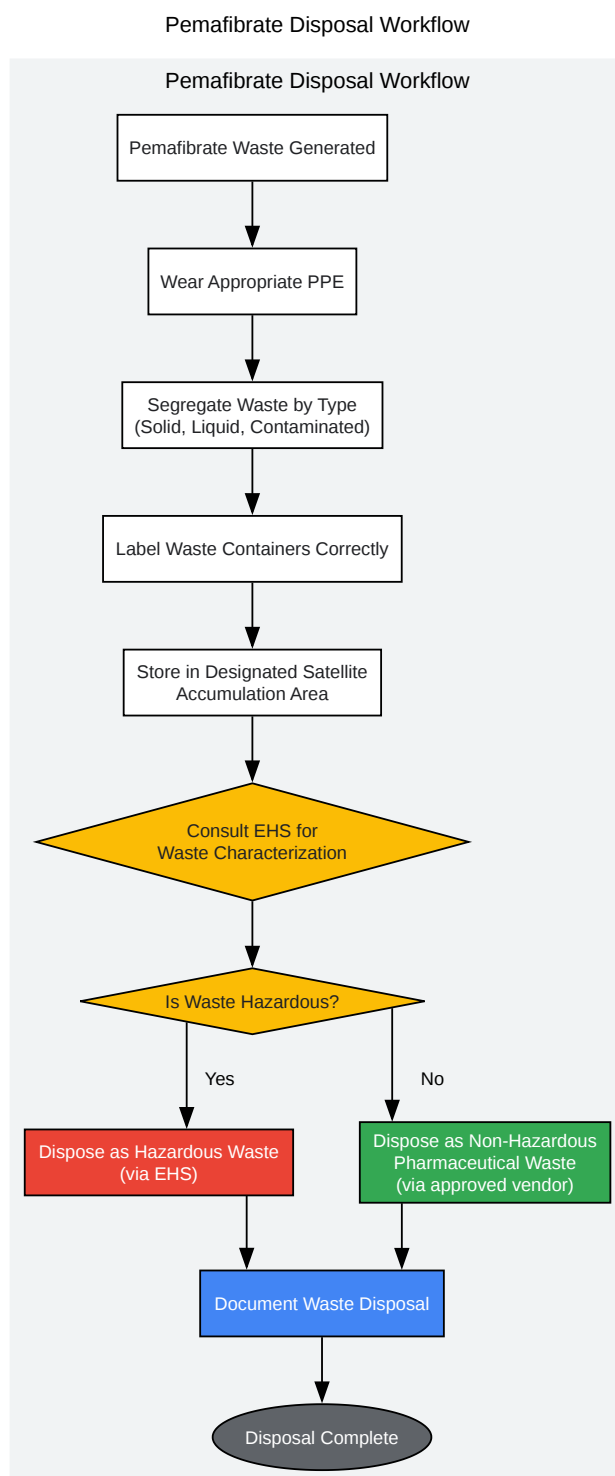 Pemafibrate Disposal Workflow
Pemafibrate Disposal Workflow
Pemafibrate Waste Generated
Wear Appropriate PPE
Segregate Waste by Type
(Solid, Liquid, Contaminated)
Label Waste Containers Correctly
Store in Designated Satellite
Accumulation Area
Consult EHS for
Waste Characterization
Is Waste Hazardous?
Yes
No
Dispose as Hazardous Waste
(via EHS)
Dispose as Non-Hazardous
Pharmaceutical Waste
(via approved vendor)
Document Waste Disposal
Disposal Complete